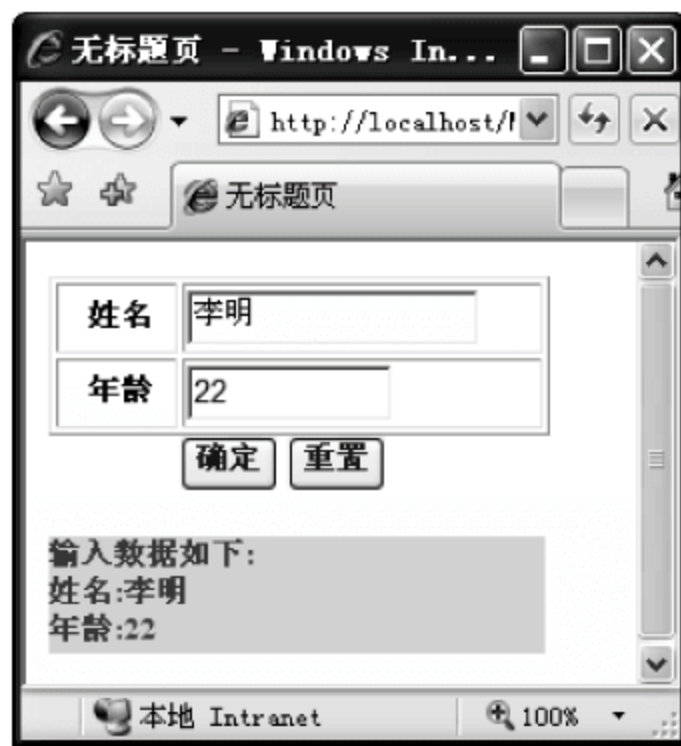 无标题页 - Windows In...
http://localhost/
无标题页
姓名 李明
年龄 22
确定 重置
输入数据如下:
姓名:李明
年龄:22
本地 Intranet 100%